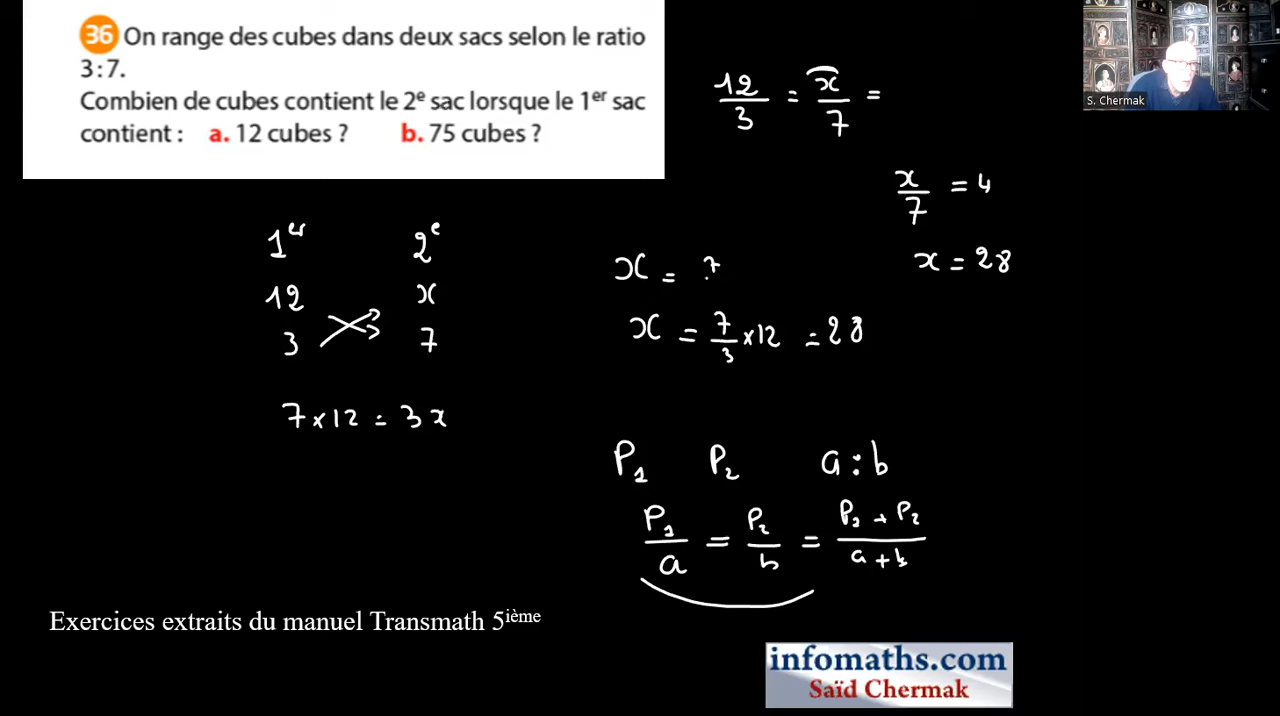 36 On range des cubes dans deux sacs selon le ratio
3:7.
Combien de cubes contient le 2e sac lorsque le 1er sac
contient : a. 12 cubes ? b. 75 cubes ?
12/3 = x/7 =
x/7 = 4
x = 28
1er 2e
12 x
3 7
7 × 12 = 3x
x = ?
x = 7/3 × 12 = 28
P1 P2 a : b
P1/a = P2/b = (P1 + P2)/(a + b)
S. Chermak
Exercices extraits du manuel Transmath 5ième
infomaths.com
Saïd Chermak